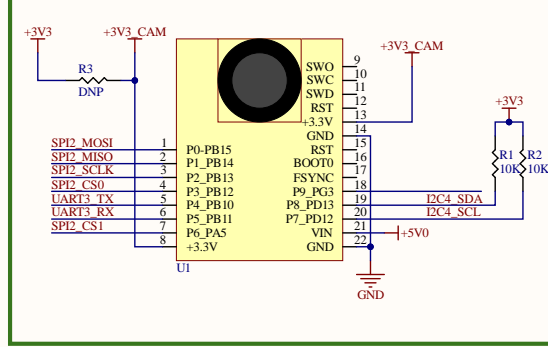 +3V3
+3V3_CAM
+3V3_CAM
R3
DNP
SWO 9
SWC 10
SWD 11
RST 12
+3.3V 13
GND 14
+3V3
SPI2_MOSI 1 P0-PB15
RST 15
SPI2_MISO 2 P1_PB14
BOOT0 16
SPI2_SCLK 3 P2_PB13
FSYNC 17
SPI2_CS0 4 P3_PB12
P9_PG3 18
UART3_TX 5 P4_PB10
P8_PD13 19 I2C4_SDA
UART3_RX 6 P5_PB11
P7_PD12 20 I2C4_SCL
SPI2_CS1 7 P6_PA5
VIN 21 +5V0
8 +3.3V
GND 22
R1
10K
R2
10K
U1
GND